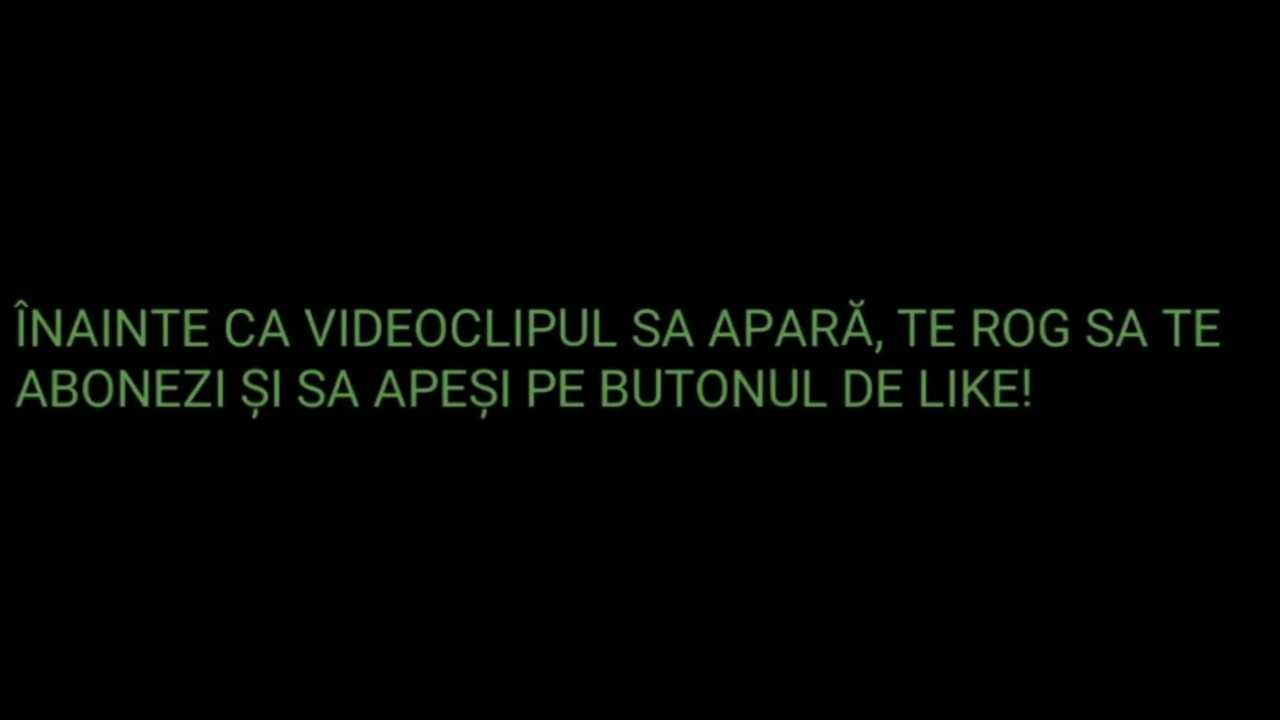 ÎNAINTE CA VIDEOCLIPUL SA APARĂ, TE ROG SA TE
ABONEZI ȘI SA APEȘI PE BUTONUL DE LIKE!